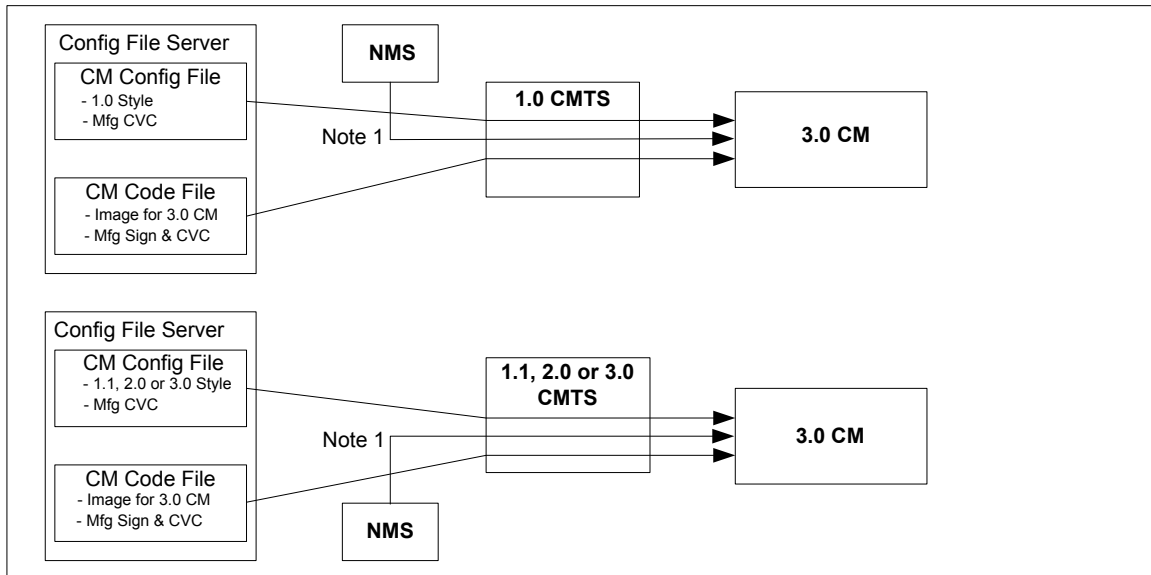 Config File Server
CM Config File
- 1.0 Style
- Mfg CVC
CM Code File
- Image for 3.0 CM
- Mfg Sign & CVC
NMS
Note 1
1.0 CMTS
3.0 CM
Config File Server
CM Config File
- 1.1, 2.0 or 3.0 Style
- Mfg CVC
CM Code File
- Image for 3.0 CM
- Mfg Sign & CVC
Note 1
NMS
1.1, 2.0 or 3.0
CMTS
3.0 CM